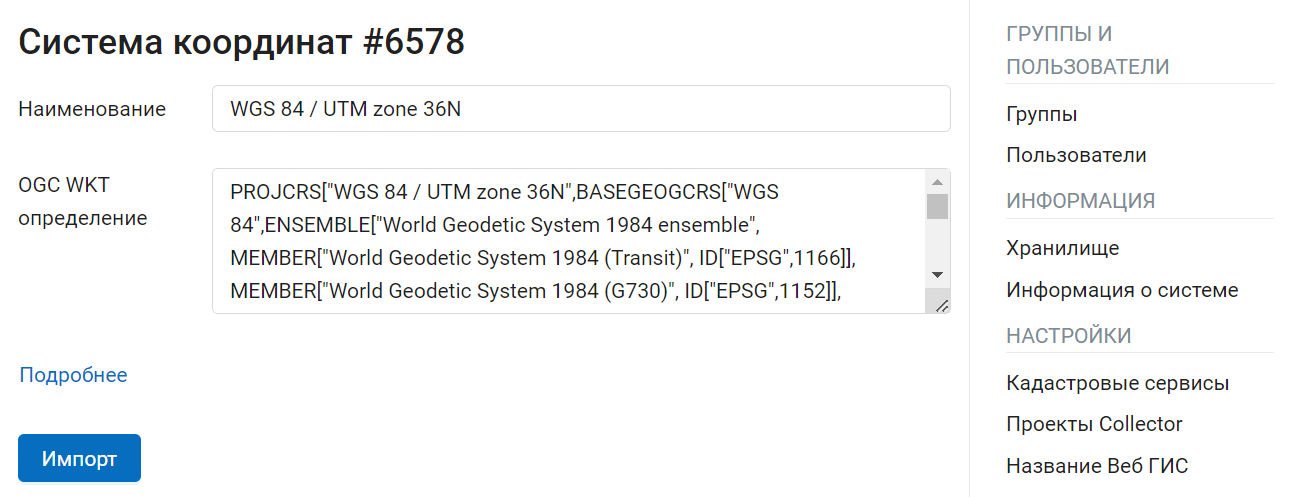 Система координат #6578
Наименование
WGS 84 / UTM zone 36N
OGC WKT
определение
PROJCRS["WGS 84 / UTM zone 36N",BASEGEOGCRS["WGS
84",ENSEMBLE["World Geodetic System 1984 ensemble",
MEMBER["World Geodetic System 1984 (Transit)", ID["EPSG",1166]],
MEMBER["World Geodetic System 1984 (G730)", ID["EPSG",1152]],
Подробнее
Импорт
ГРУППЫ И
ПОЛЬЗОВАТЕЛИ
Группы
Пользователи
ИНФОРМАЦИЯ
Хранилище
Информация о системе
НАСТРОЙКИ
Кадастровые сервисы
Проекты Collector
Название Веб ГИС